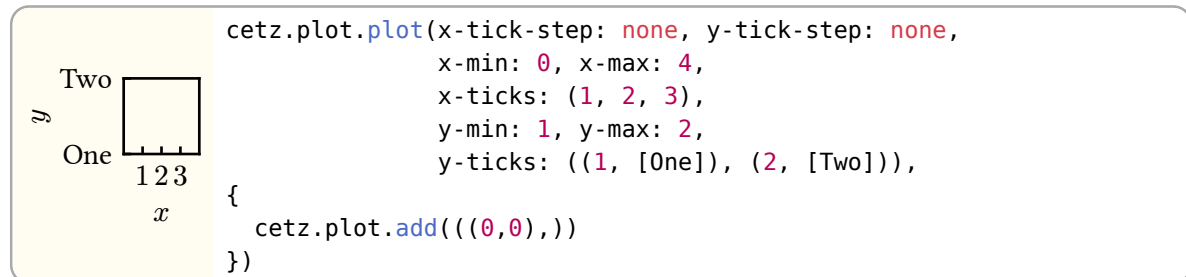 Two
y
One
1 2 3
x
cetz.plot.plot(x-tick-step: none, y-tick-step: none,
x-min: 0, x-max: 4,
x-ticks: (1, 2, 3),
y-min: 1, y-max: 2,
y-ticks: ((1, [One]), (2, [Two])),
{
cetz.plot.add(((0,0),))
})